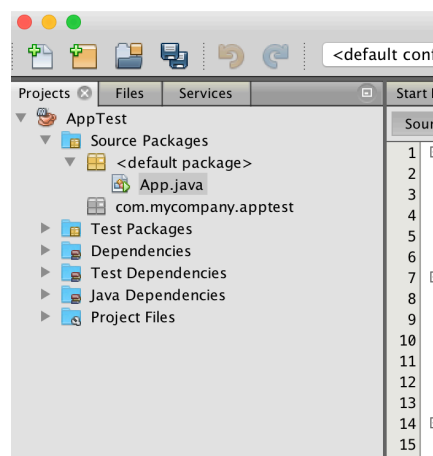 <default conf
Projects Files Services Start
AppTest
Source Packages
<default package>
App.java
com.mycompany.apptest
Test Packages
Dependencies
Test Dependencies
Java Dependencies
Project Files
Sour
1
2
3
4
5
6
7
8
9
10
11
12
13
14
15